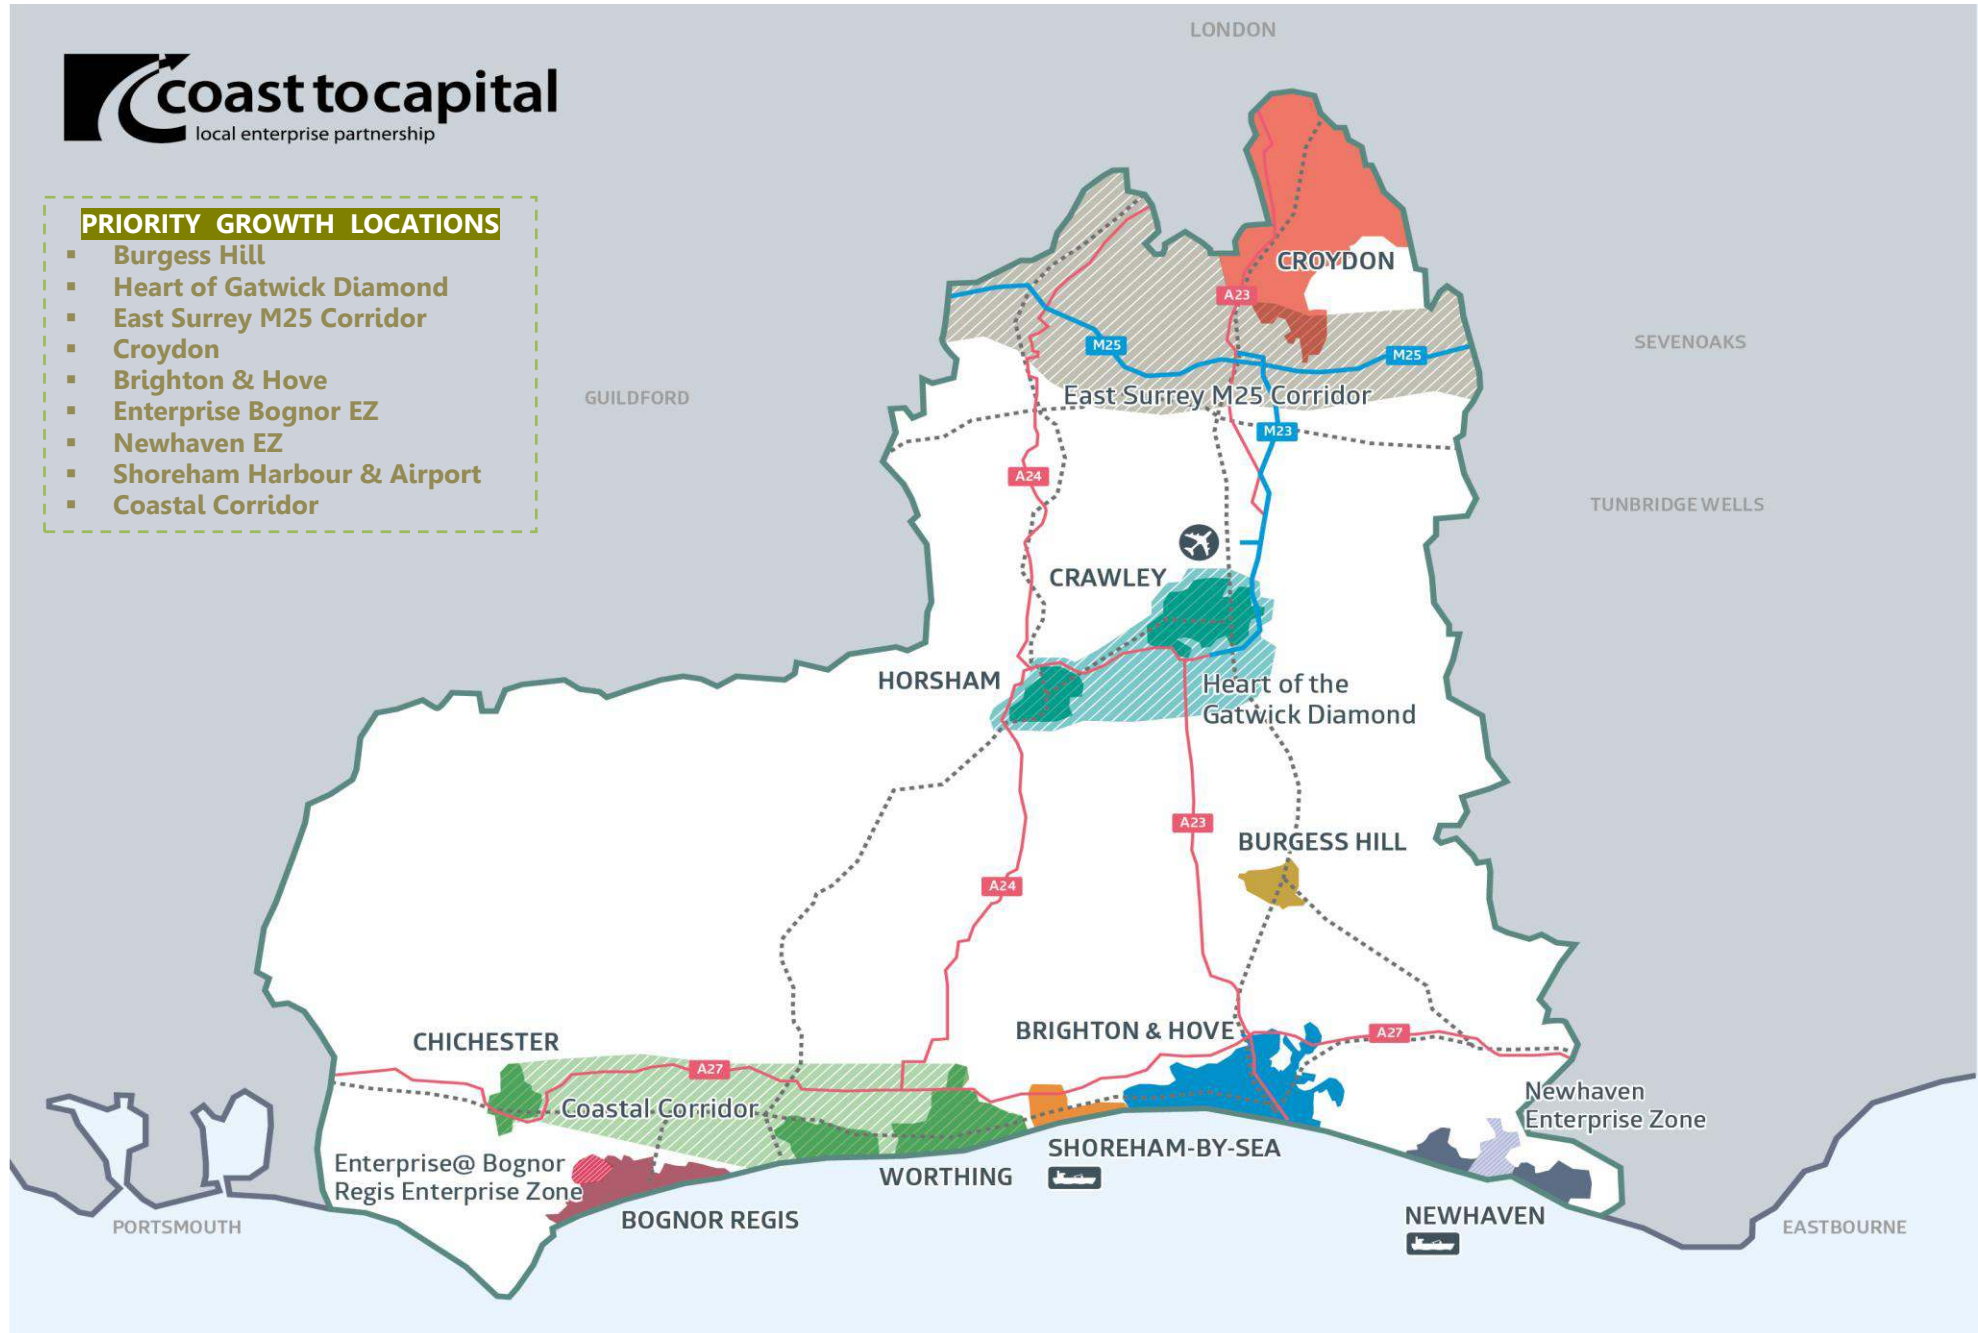 LONDON
coast to capital
local enterprise partnership
PRIORITY GROWTH LOCATIONS
▪ Burgess Hill
▪ Heart of Gatwick Diamond
▪ East Surrey M25 Corridor
▪ Croydon
▪ Brighton & Hove
▪ Enterprise Bognor EZ
▪ Newhaven EZ
▪ Shoreham Harbour & Airport
▪ Coastal Corridor
CROYDON
A23
M25
M25
SEVENOAKS
GUILDFORD
East Surrey M25 Corridor
M23
A24
TUNBRIDGE WELLS
CRAWLEY
HORSHAM
Heart of the
Gatwick Diamond
A23
BURGESS HILL
A24
CHICHESTER
BRIGHTON & HOVE
A27
A27
Coastal Corridor
Newhaven
Enterprise Zone
Enterprise@ Bognor
Regis Enterprise Zone
SHOREHAM-BY-SEA
WORTHING
BOGNOR REGIS
NEWHAVEN
PORTSMOUTH
EASTBOURNE